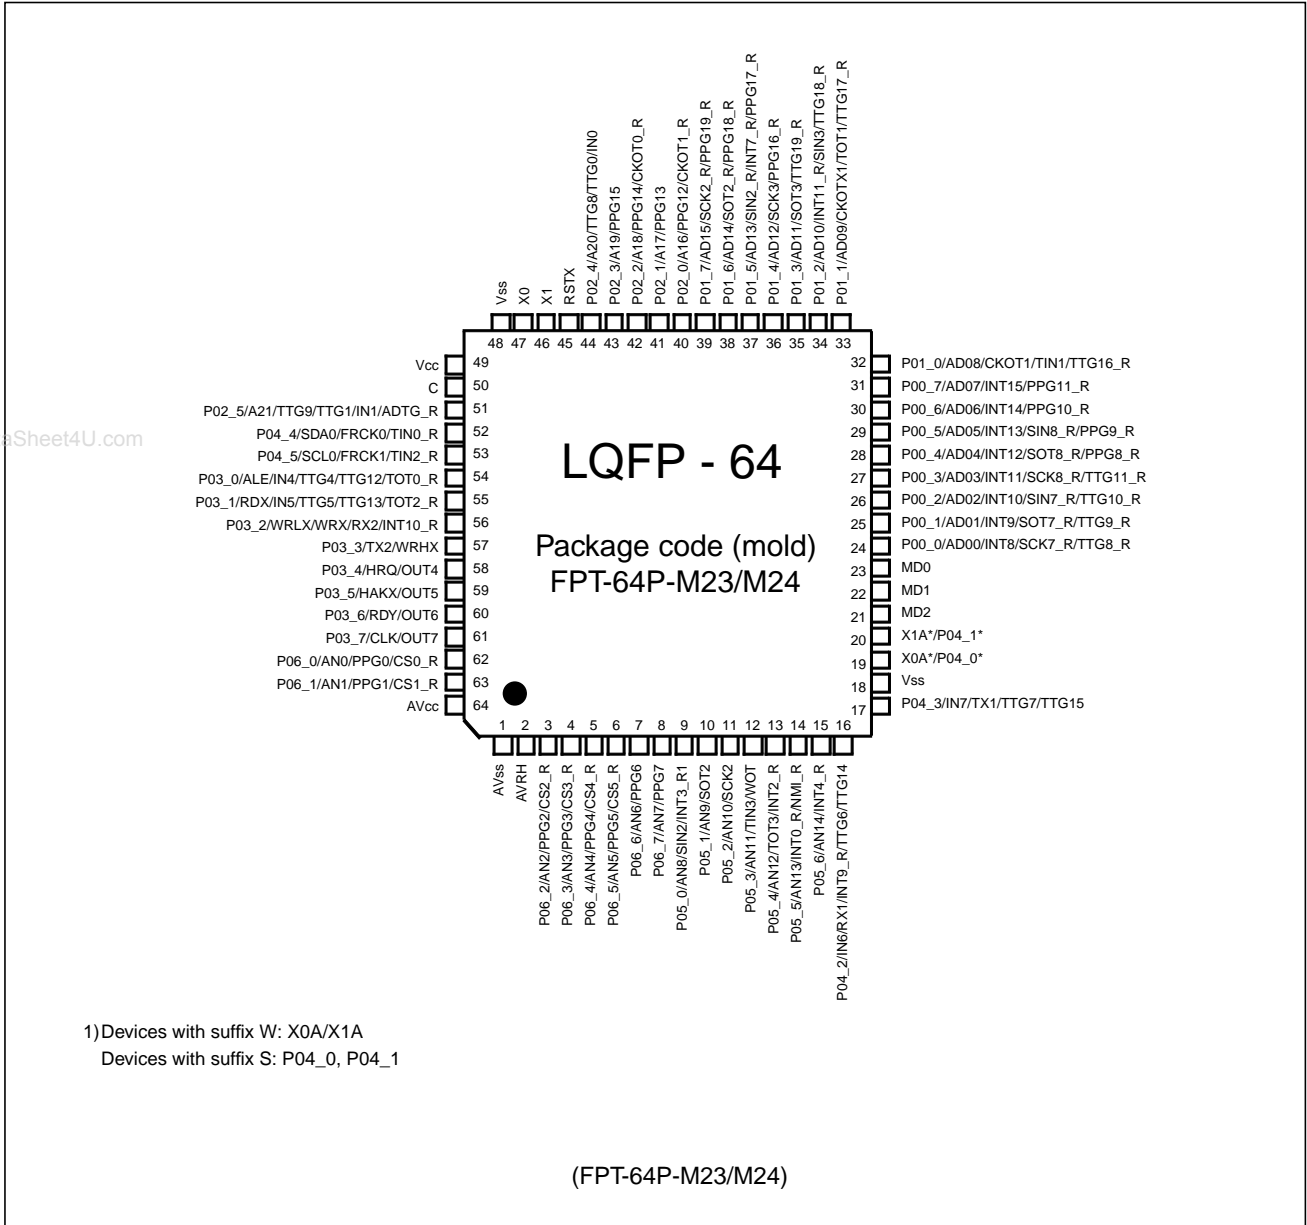 Vss
X0
X1
RSTX
P02_4/A20/TTG8/TTG0/IN0
P02_3/A19/PPG15
P02_2/A18/PPG14/CKOT0_R
P02_1/A17/PPG13
P02_0/A16/PPG12/CKOT1_R
P01_7/AD15/SCK2_R/PPG19_R
P01_6/AD14/SOT2_R/PPG18_R
P01_5/AD13/SIN2_R/INT7_R/PPG17_R
P01_4/AD12/SCK3/PPG16_R
P01_3/AD11/SOT3/TTG19_R
P01_2/AD10/INT11_R/SIN3/TTG18_R
P01_1/AD09/CKOTX1/TOT1/TTG17_R
48 47 46 45 44 43 42 41 40 39 38 37 36 35 34 33
Vcc 49
C 50
P02_5/A21/TTG9/TTG1/IN1/ADTG_R 51
P04_4/SDA0/FRCK0/TIN0_R 52
P04_5/SCL0/FRCK1/TIN2_R 53
P03_0/ALE/IN4/TTG4/TTG12/TOT0_R 54
P03_1/RDX/IN5/TTG5/TTG13/TOT2_R 55
P03_2/WRLX/WRX/RX2/INT10_R 56
P03_3/TX2/WRHX 57
P03_4/HRQ/OUT4 58
P03_5/HAKX/OUT5 59
P03_6/RDY/OUT6 60
P03_7/CLK/OUT7 61
P06_0/AN0/PPG0/CS0_R 62
P06_1/AN1/PPG1/CS1_R 63
AVcc 64
aSheet4U.com
LQFP - 64
Package code (mold)
FPT-64P-M23/M24
32 P01_0/AD08/CKOT1/TIN1/TTG16_R
31 P00_7/AD07/INT15/PPG11_R
30 P00_6/AD06/INT14/PPG10_R
29 P00_5/AD05/INT13/SIN8_R/PPG9_R
28 P00_4/AD04/INT12/SOT8_R/PPG8_R
27 P00_3/AD03/INT11/SCK8_R/TTG11_R
26 P00_2/AD02/INT10/SIN7_R/TTG10_R
25 P00_1/AD01/INT9/SOT7_R/TTG9_R
24 P00_0/AD00/INT8/SCK7_R/TTG8_R
23 MD0
22 MD1
21 MD2
20 X1A*/P04_1*
19 X0A*/P04_0*
18 Vss
17 P04_3/IN7/TX1/TTG7/TTG15
1 2 3 4 5 6 7 8 9 10 11 12 13 14 15 16
AVss
AVRH
P06_2/AN2/PPG2/CS2_R
P06_3/AN3/PPG3/CS3_R
P06_4/AN4/PPG4/CS4_R
P06_5/AN5/PPG5/CS5_R
P06_6/AN6/PPG6
P06_7/AN7/PPG7
P05_0/AN8/SIN2/INT3_R1
P05_1/AN9/SOT2
P05_2/AN10/SCK2
P05_3/AN11/TIN3/WOT
P05_4/AN12/TOT3/INT2_R
P05_5/AN13/INT0_R/NMI_R
P05_6/AN14/INT4_R
P04_2/IN6/RX1/INT9_R/TTG6/TTG14
1)Devices with suffix W: X0A/X1A
Devices with suffix S: P04_0, P04_1
(FPT-64P-M23/M24)